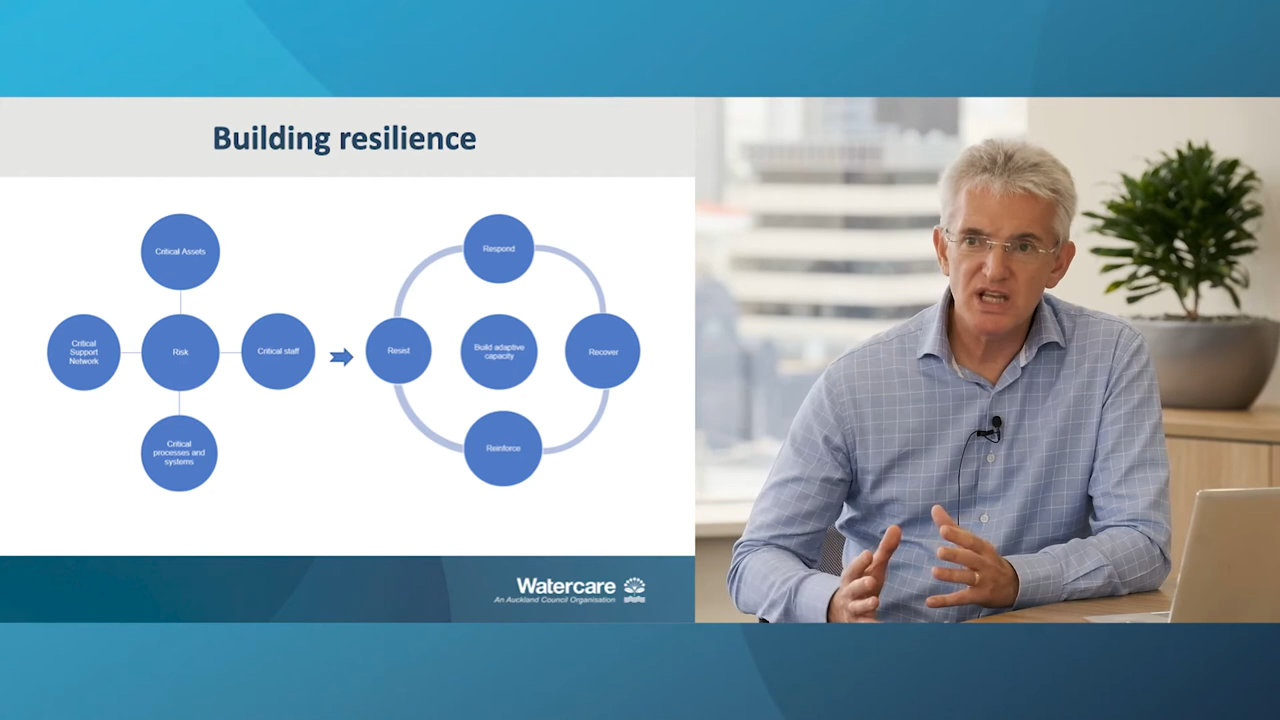 Building resilience
Critical Assets
Critical
Support
Network
Risk
Critical staff
Critical
processes and
systems
Respond
Resist
Build adaptive
capacity
Recover
Reinforce
Watercare
An Auckland Council Organisation